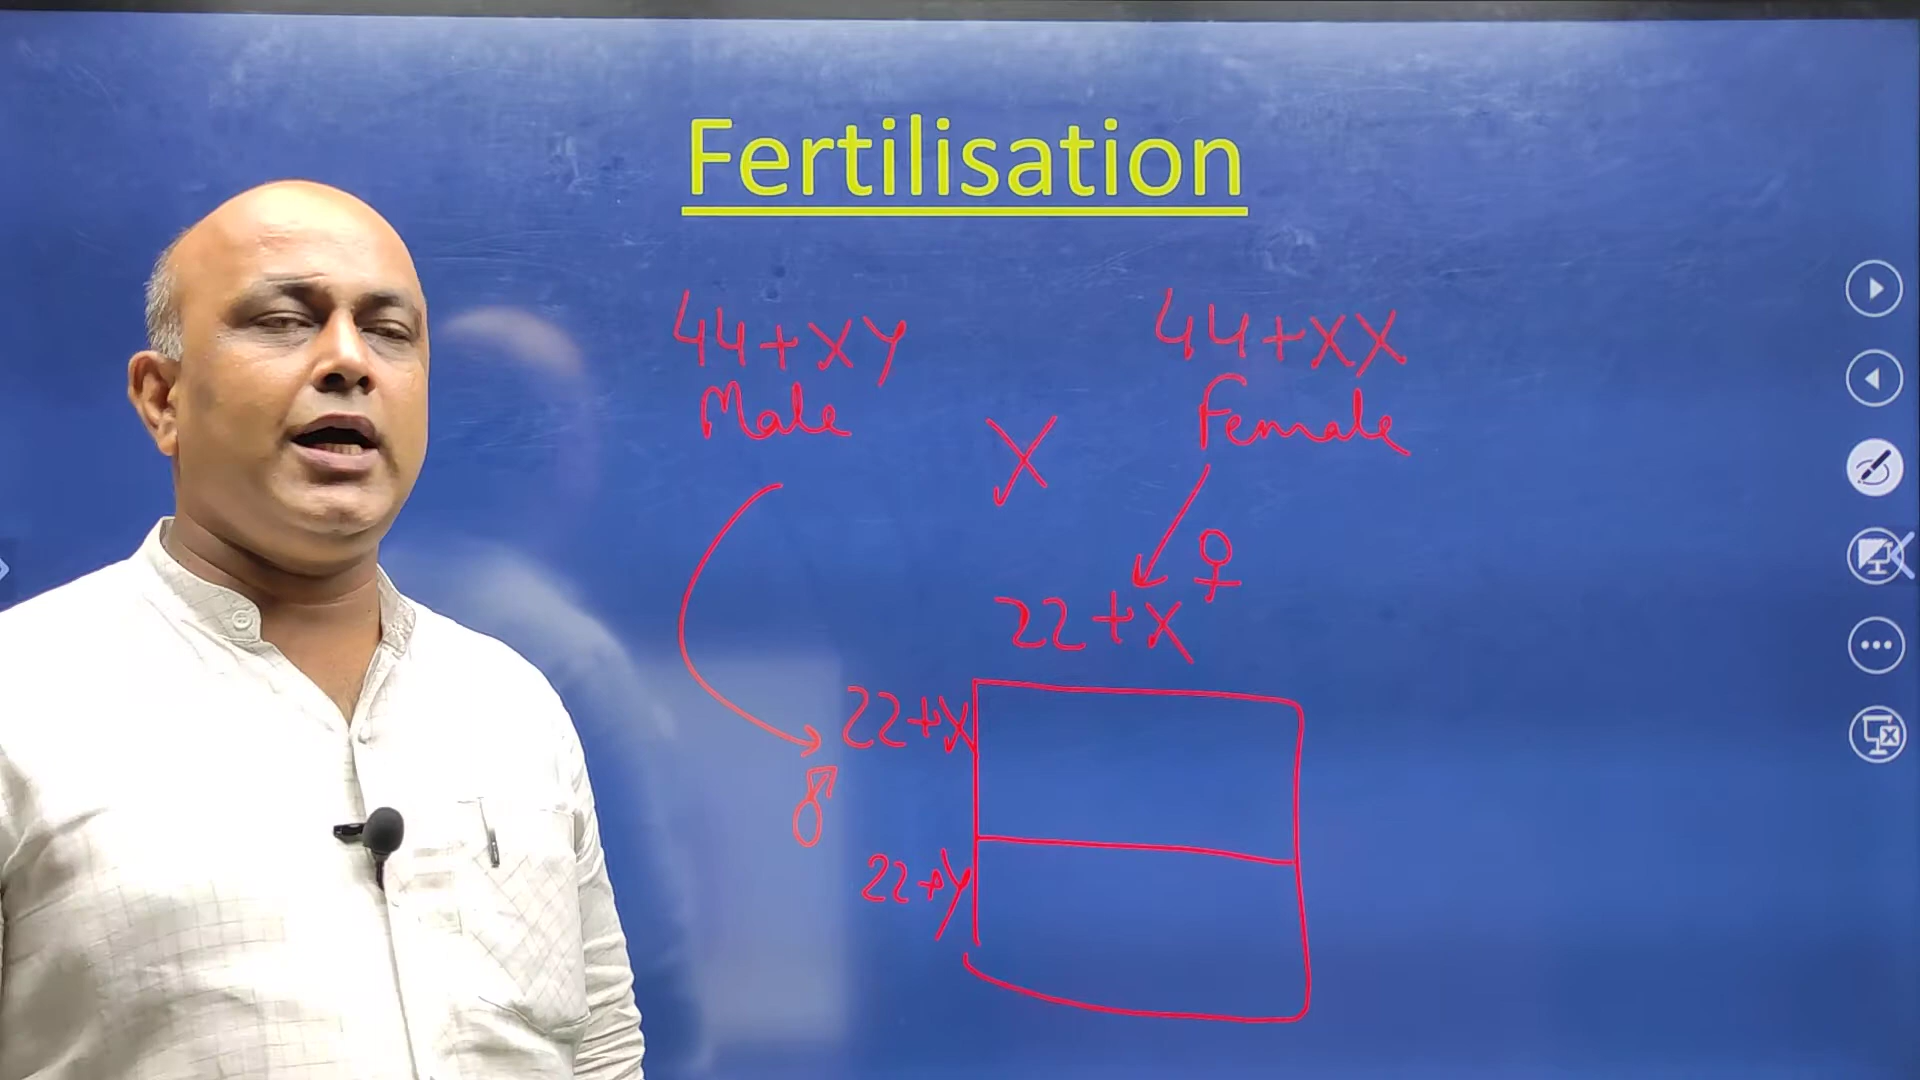 Fertilisation
44+XY 44+XX
Male X Female
♀
22+X
22+X
♂
22+Y